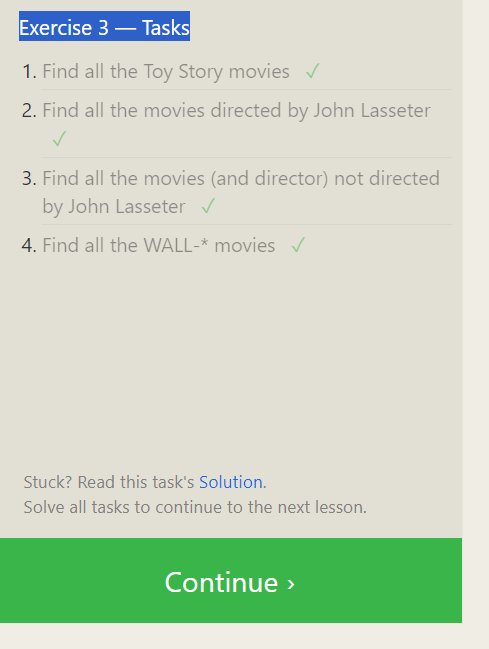 Exercise 3 — Tasks
1. Find all the Toy Story movies ✓
2. Find all the movies directed by John Lasseter
✓
3. Find all the movies (and director) not directed
by John Lasseter ✓
4. Find all the WALL-* movies ✓
Stuck? Read this task's Solution.
Solve all tasks to continue to the next lesson.
Continue ›